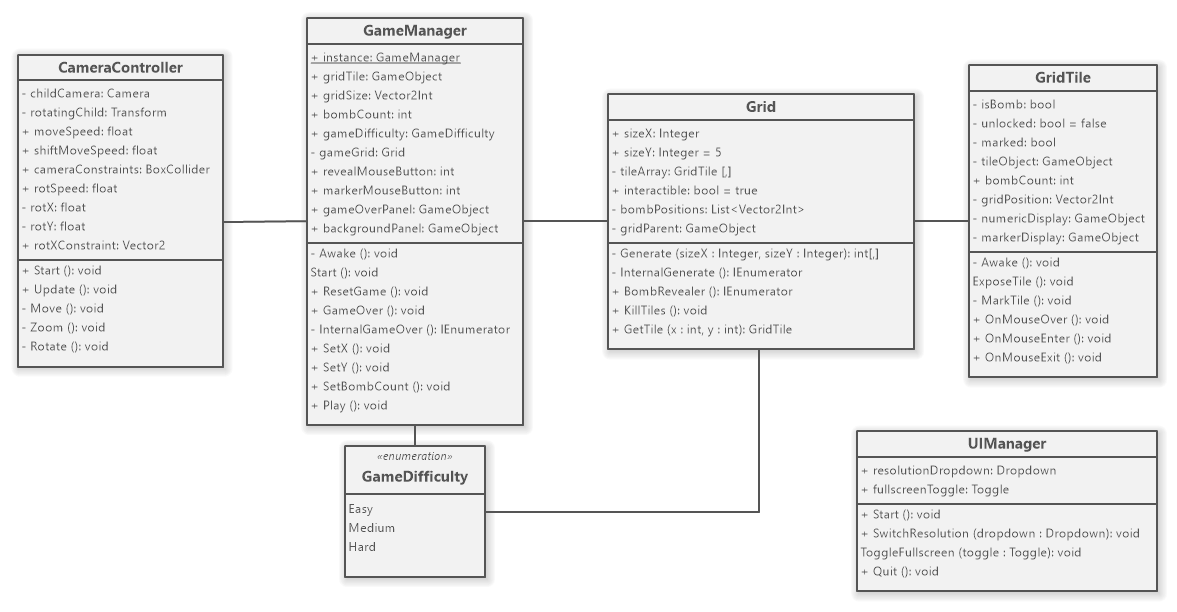 CameraController
- childCamera: Camera
- rotatingChild: Transform
+ moveSpeed: float
+ shiftMoveSpeed: float
+ cameraConstraints: BoxCollider
+ rotSpeed: float
- rotX: float
- rotY: float
+ rotXConstraint: Vector2
+ Start (): void
+ Update (): void
- Move (): void
- Zoom (): void
- Rotate (): void
GameManager
+ instance: GameManager
+ gridTile: GameObject
+ gridSize: Vector2Int
+ bombCount: int
+ gameDifficulty: GameDifficulty
- gameGrid: Grid
+ revealMouseButton: int
+ markerMouseButton: int
+ gameOverPanel: GameObject
+ backgroundPanel: GameObject
- Awake (): void
Start (): void
+ ResetGame (): void
+ GameOver (): void
- InternalGameOver (): IEnumerator
+ SetX (): void
+ SetY (): void
+ SetBombCount (): void
+ Play (): void
«enumeration»
GameDifficulty
Easy
Medium
Hard
Grid
+ sizeX: Integer
+ sizeY: Integer = 5
- tileArray: GridTile [,]
+ interactible: bool = true
- bombPositions: List<Vector2Int>
- gridParent: GameObject
- Generate (sizeX : Integer, sizeY : Integer): int[,]
- InternalGenerate (): IEnumerator
+ BombRevealer (): IEnumerator
+ KillTiles (): void
+ GetTile (x : int, y : int): GridTile
GridTile
- isBomb: bool
- unlocked: bool = false
- marked: bool
- tileObject: GameObject
+ bombCount: int
- gridPosition: Vector2Int
- numericDisplay: GameObject
- markerDisplay: GameObject
- Awake (): void
ExposeTile (): void
- MarkTile (): void
+ OnMouseOver (): void
+ OnMouseEnter (): void
+ OnMouseExit (): void
UIManager
+ resolutionDropdown: Dropdown
+ fullscreenToggle: Toggle
+ Start (): void
+ SwitchResolution (dropdown : Dropdown): void
ToggleFullscreen (toggle : Toggle): void
+ Quit (): void